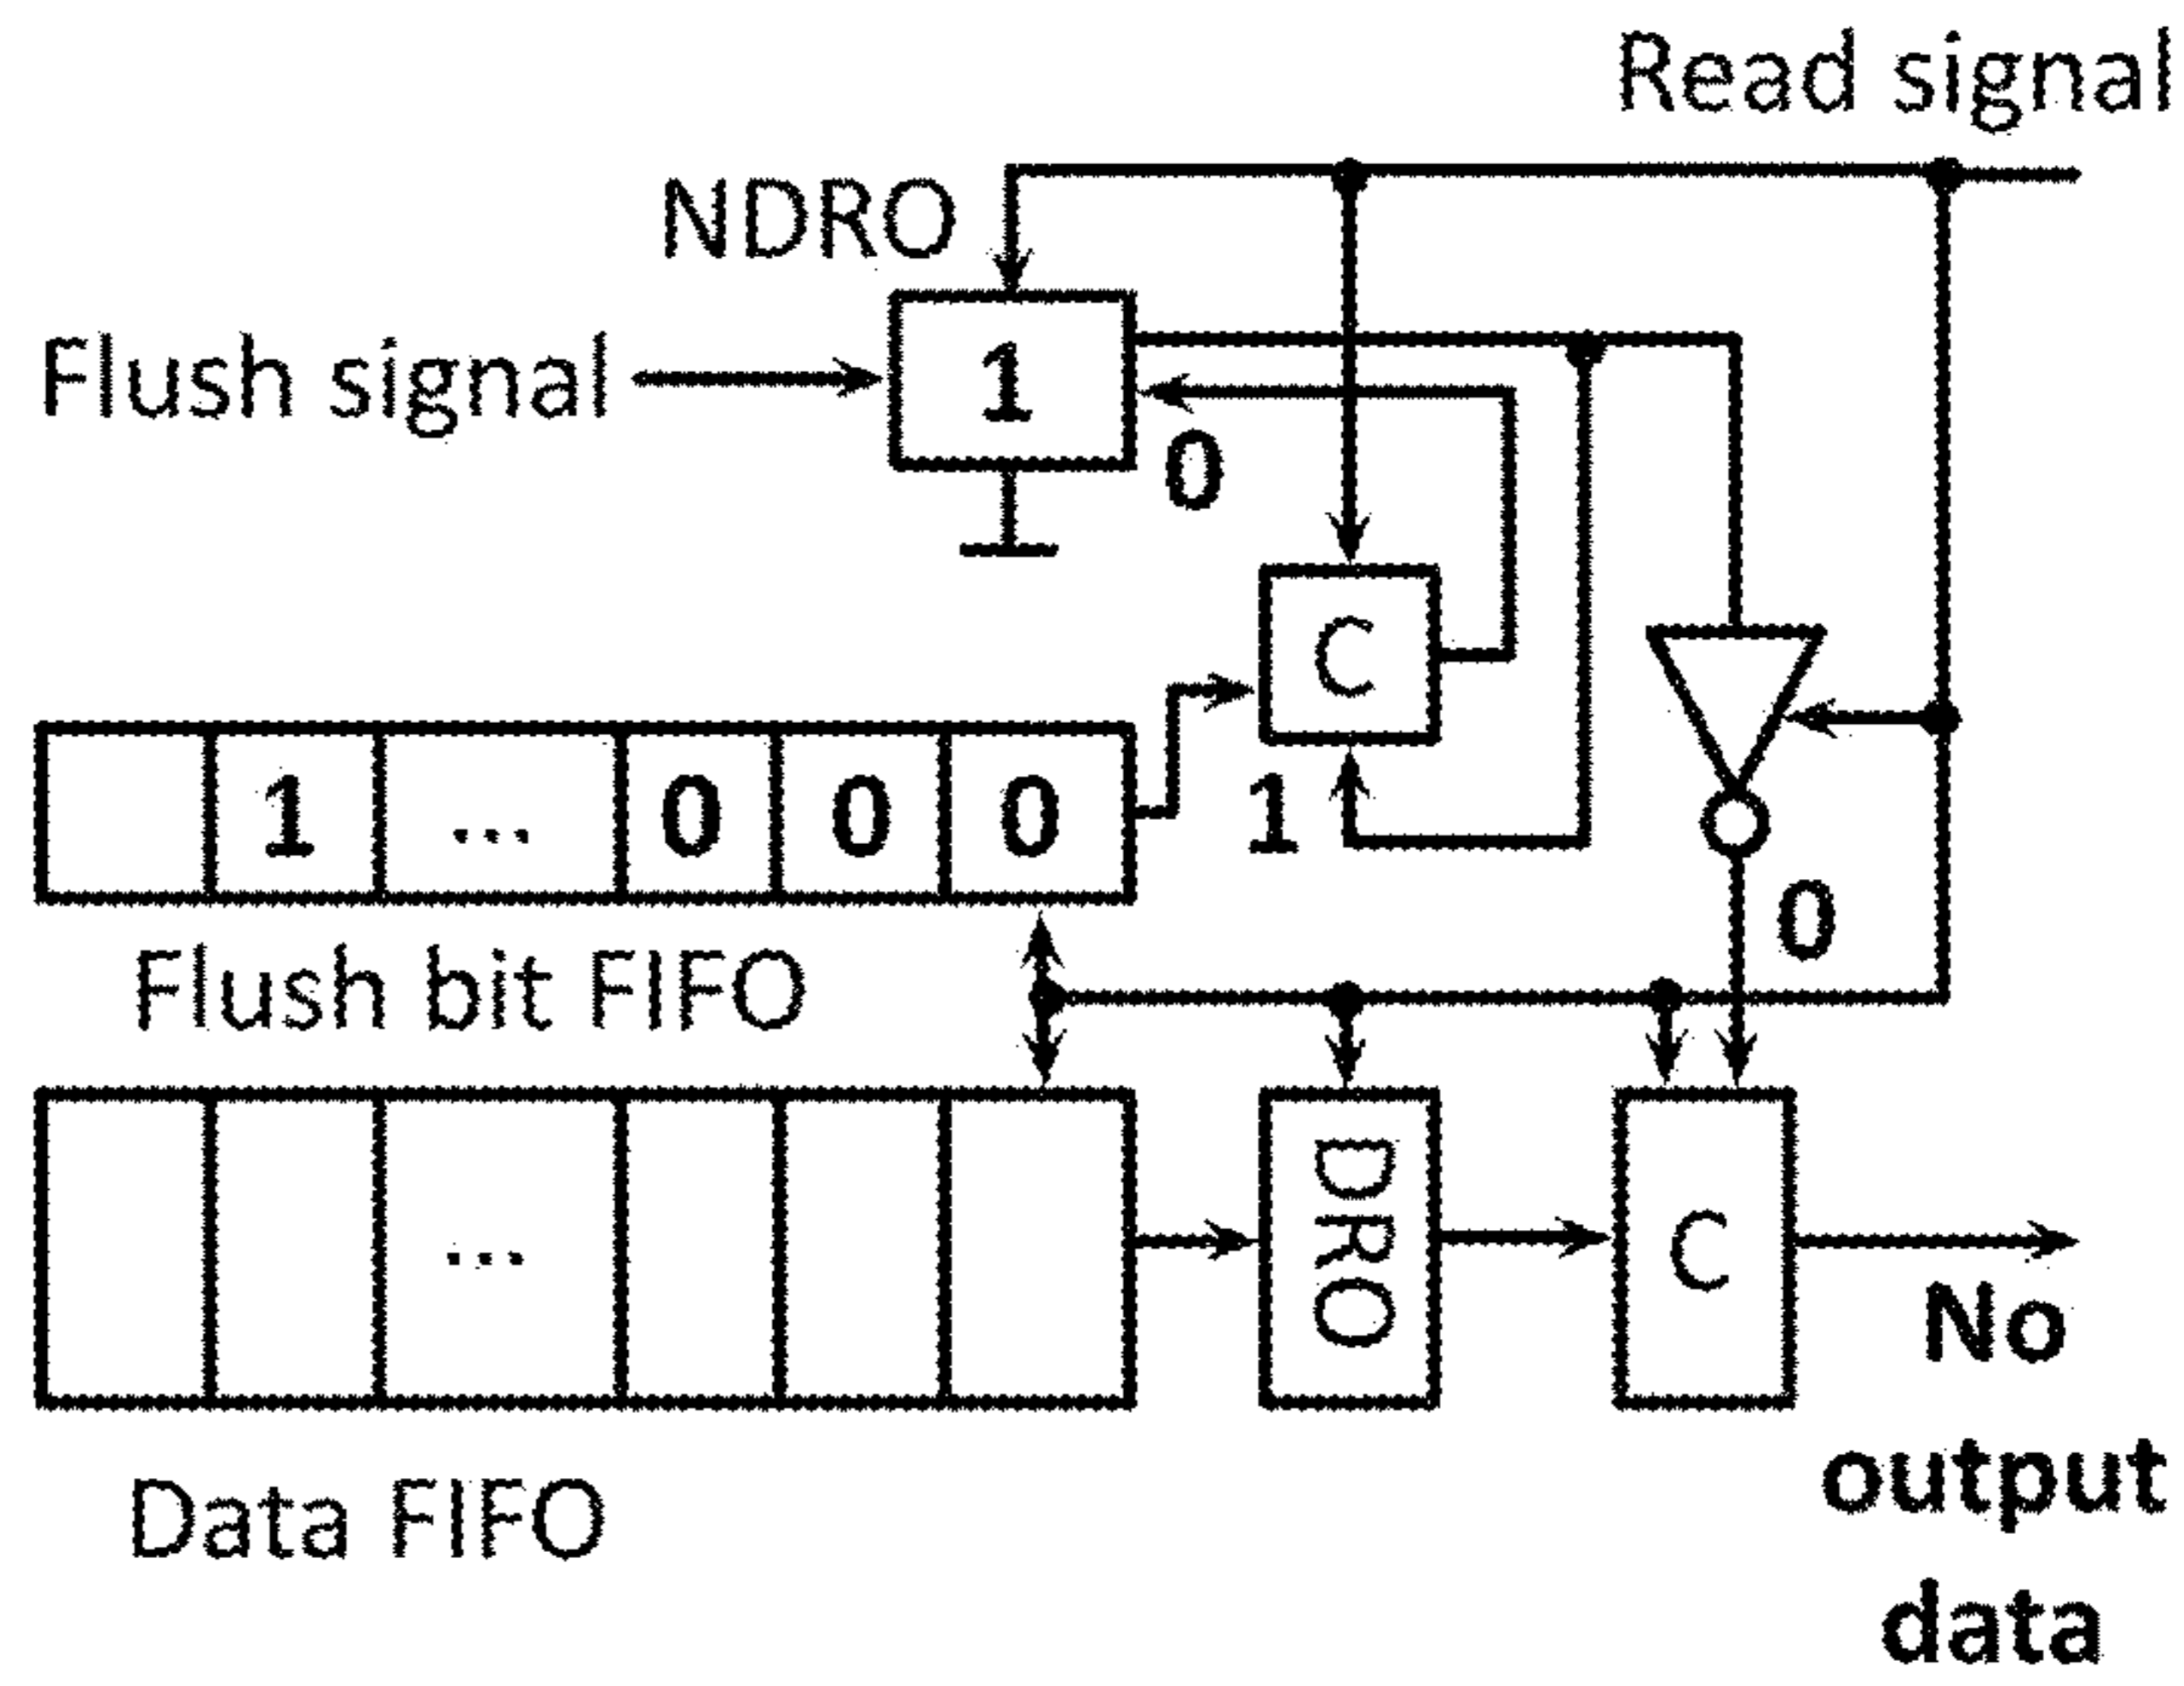 Read signal
NDRO
Flush signal
1
0
C
1 ... 0 0 0
1
0
Flush bit FIFO
...
DRO
C
No
output
data
Data FIFO